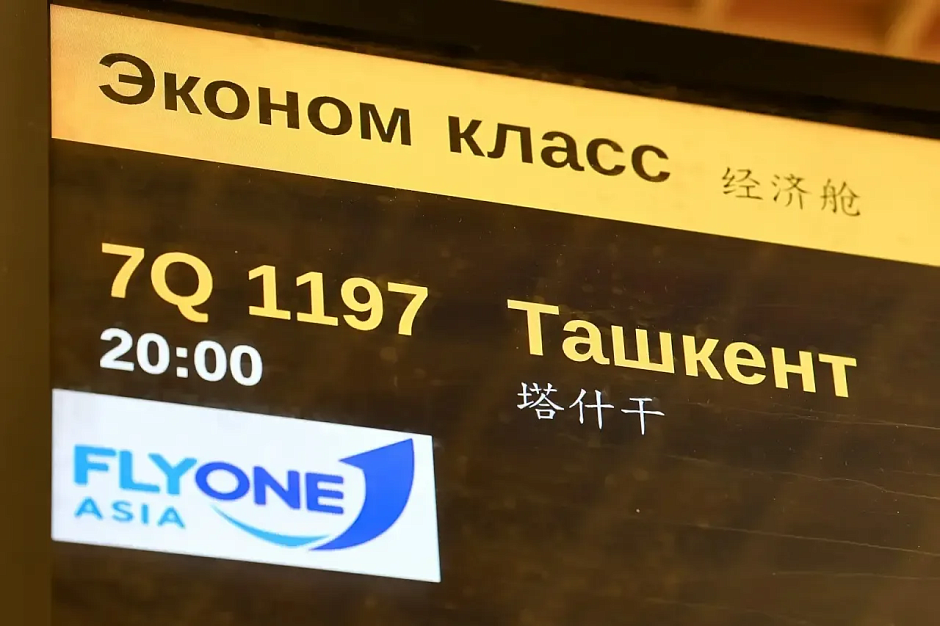 Эконом класс 经济舱
7Q 1197 Ташкент
20:00 塔什干
FLYONE
ASIA